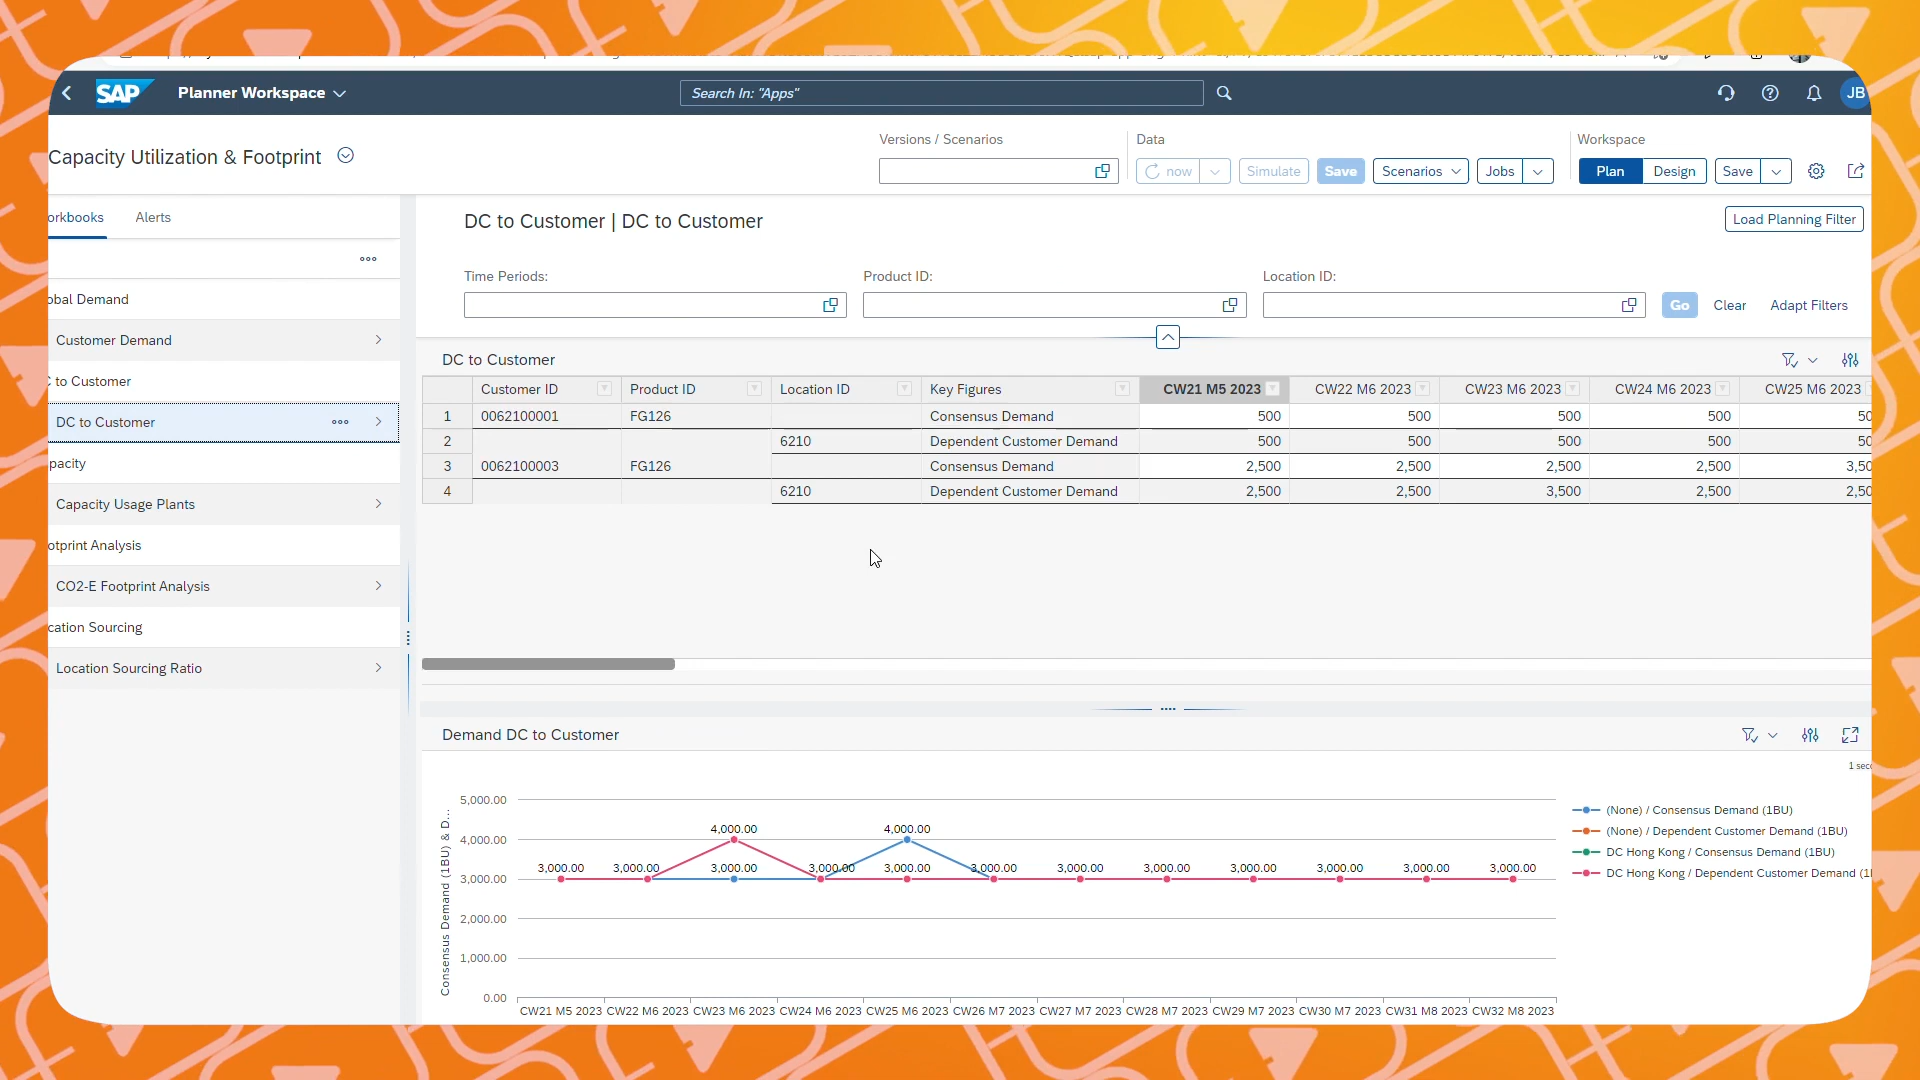 SAP Planner Workspace Search In: "Apps" JB
Capacity Utilization & Footprint
Versions / Scenarios Data Workspace
now Simulate Save Scenarios Jobs Plan Design Save
orkbooks Alerts
obal Demand
Customer Demand
to Customer
DC to Customer
pacity
Capacity Usage Plants
otprint Analysis
CO2-E Footprint Analysis
cation Sourcing
Location Sourcing Ratio
DC to Customer | DC to Customer Load Planning Filter
Time Periods: Product ID: Location ID:
Go Clear Adapt Filters
DC to Customer
Customer ID Product ID Location ID Key Figures CW21 M5 2023 CW22 M6 2023 CW23 M6 2023 CW24 M6 2023 CW25 M6 2023
1 0062100001 FG126 Consensus Demand 500 500 500 500 50
2 6210 Dependent Customer Demand 500 500 500 500 50
3 0062100003 FG126 Consensus Demand 2,500 2,500 2,500 2,500 3,50
4 6210 Dependent Customer Demand 2,500 2,500 3,500 2,500 2,50
Demand DC to Customer
1 sec
Consensus Demand (1BU) & D...
5,000.00
4,000.00
3,000.00
2,000.00
1,000.00
0.00
4,000.00 4,000.00
3,000.00 3,000.00 3,000.00 3,000.00 3,000.00 3,000.00 3,000.00 3,000.00 3,000.00 3,000.00 3,000.00 3,000.00
CW21 M5 2023 CW22 M6 2023 CW23 M6 2023 CW24 M6 2023 CW25 M6 2023 CW26 M7 2023 CW27 M7 2023 CW28 M7 2023 CW29 M7 2023 CW30 M7 2023 CW31 M8 2023 CW32 M8 2023
(None) / Consensus Demand (1BU)
(None) / Dependent Customer Demand (1BU)
DC Hong Kong / Consensus Demand (1BU)
DC Hong Kong / Dependent Customer Demand (1